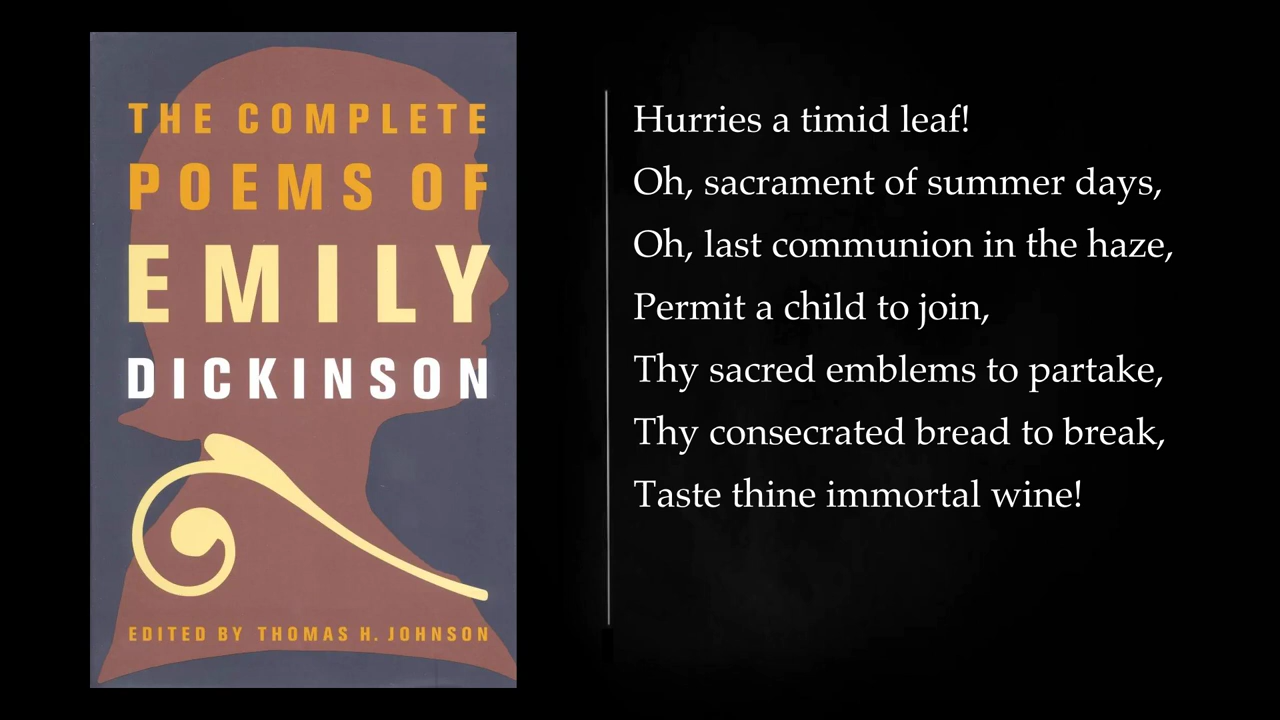 THE COMPLETE
POEMS OF
EMILY
DICKINSON
EDITED BY THOMAS H. JOHNSON
Hurries a timid leaf!
Oh, sacrament of summer days,
Oh, last communion in the haze,
Permit a child to join,
Thy sacred emblems to partake,
Thy consecrated bread to break,
Taste thine immortal wine!